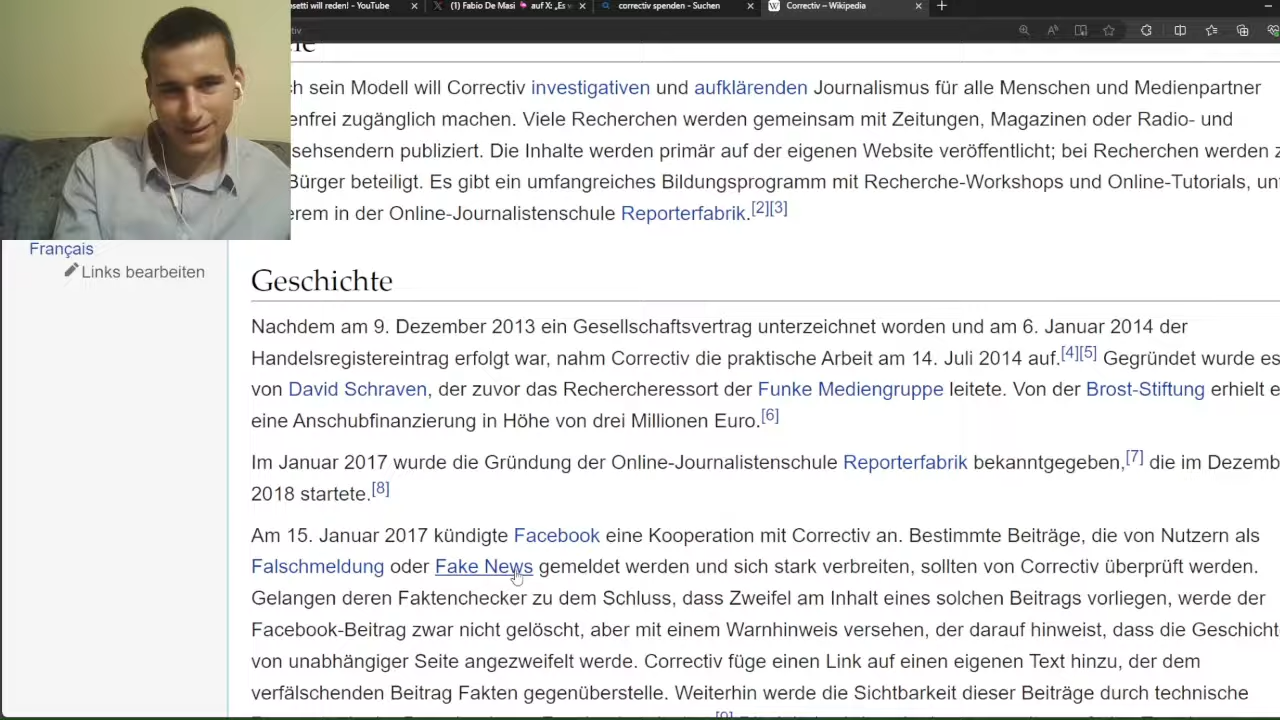 osetti will reden! - YouTube
(1) Fabio De Masi 🦩 auf X: „Es v
correctiv spenden - Suchen
Correctiv – Wikipedia
tiv
ch sein Modell will Correctiv investigativen und aufklärenden Journalismus für alle Menschen und Medienpartner
enfrei zugänglich machen. Viele Recherchen werden gemeinsam mit Zeitungen, Magazinen oder Radio- und
sehsendern publiziert. Die Inhalte werden primär auf der eigenen Website veröffentlicht; bei Recherchen werden z
Bürger beteiligt. Es gibt ein umfangreiches Bildungsprogramm mit Recherche-Workshops und Online-Tutorials, unt
erem in der Online-Journalistenschule Reporterfabrik.[2][3]
Français
Links bearbeiten
Geschichte
Nachdem am 9. Dezember 2013 ein Gesellschaftsvertrag unterzeichnet worden und am 6. Januar 2014 der
Handelsregistereintrag erfolgt war, nahm Correctiv die praktische Arbeit am 14. Juli 2014 auf.[4][5] Gegründet wurde es
von David Schraven, der zuvor das Rechercheressort der Funke Mediengruppe leitete. Von der Brost-Stiftung erhielt e
eine Anschubfinanzierung in Höhe von drei Millionen Euro.[6]
Im Januar 2017 wurde die Gründung der Online-Journalistenschule Reporterfabrik bekanntgegeben,[7] die im Dezemb
2018 startete.[8]
Am 15. Januar 2017 kündigte Facebook eine Kooperation mit Correctiv an. Bestimmte Beiträge, die von Nutzern als
Falschmeldung oder Fake News gemeldet werden und sich stark verbreiten, sollten von Correctiv überprüft werden.
Gelangen deren Faktenchecker zu dem Schluss, dass Zweifel am Inhalt eines solchen Beitrags vorliegen, werde der
Facebook-Beitrag zwar nicht gelöscht, aber mit einem Warnhinweis versehen, der darauf hinweist, dass die Geschicht
von unabhängiger Seite angezweifelt werde. Correctiv füge einen Link auf einen eigenen Text hinzu, der dem
verfälschenden Beitrag Fakten gegenüberstelle. Weiterhin werde die Sichtbarkeit dieser Beiträge durch technische